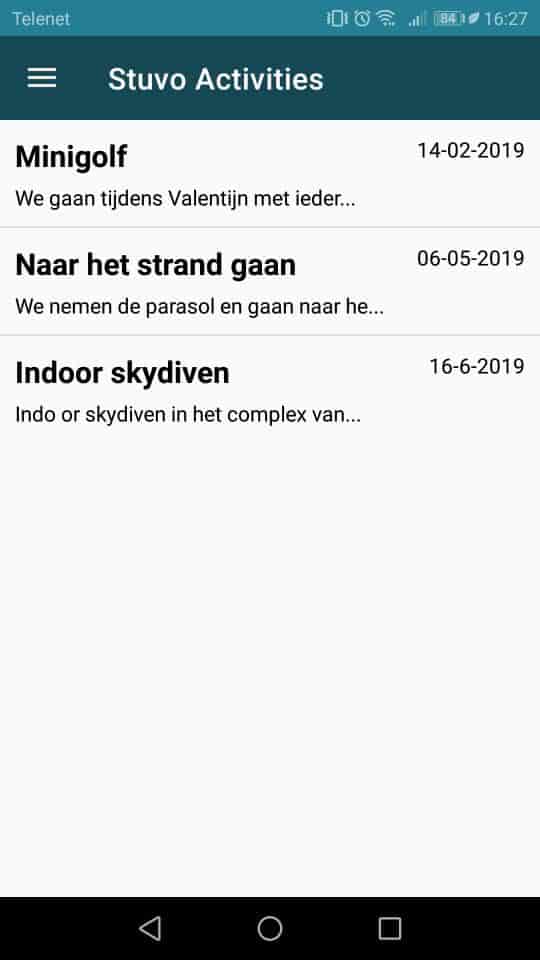 Telenet 84 16:27
Stuvo Activities
Minigolf 14-02-2019
We gaan tijdens Valentijn met ieder...
Naar het strand gaan 06-05-2019
We nemen de parasol en gaan naar he...
Indoor skydiven 16-6-2019
Indo or skydiven in het complex van...